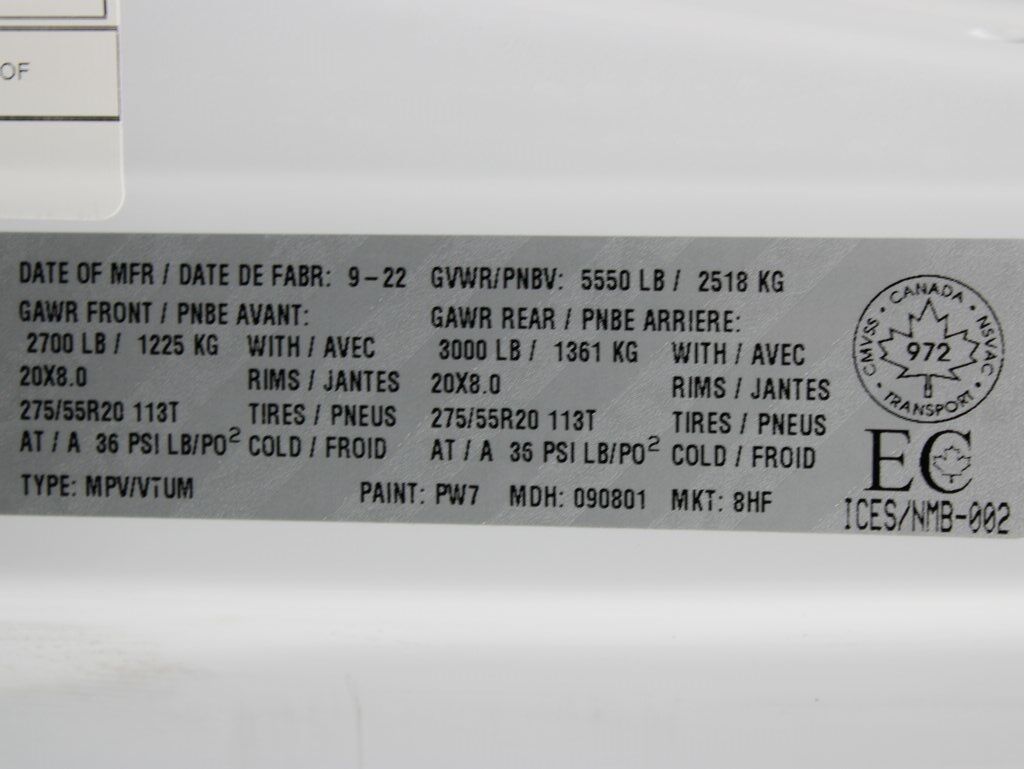 OF
DATE OF MFR / DATE DE FABR: 9-22 GVWR/PNBV: 5550 LB / 2518 KG
GAWR FRONT / PNBE AVANT: GAWR REAR / PNBE ARRIERE:
2700 LB / 1225 KG WITH / AVEC 3000 LB / 1361 KG WITH / AVEC
20X8.0 RIMS / JANTES 20X8.0 RIMS / JANTES
275/55R20 113T TIRES / PNEUS 275/55R20 113T TIRES / PNEUS
AT / A 36 PSI LB/PO² COLD / FROID AT / A 36 PSI LB/PO² COLD / FROID
TYPE: MPV/VTUM PAINT: PW7 MDH: 090801 MKT: 8HF
CANADA · NSVAC · TRANSPORT · CMVSS ·
972
EC
ICES/NMB-002